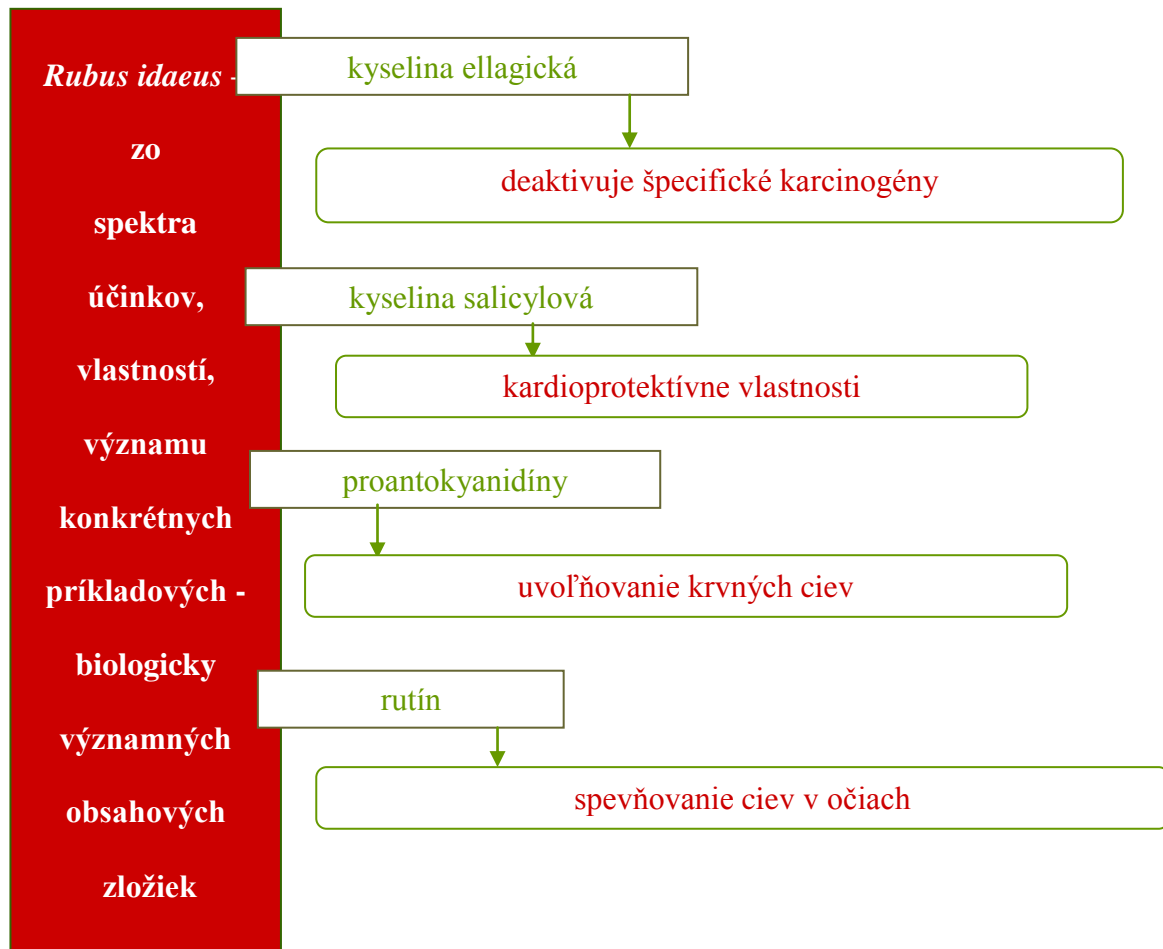 Rubus idaeus -
zo
spektra
účinkov,
vlastností,
významu
konkrétnych
príkladových -
biologicky
významných
obsahových
zložiek
kyselina ellagická
deaktivuje špecifické karcinogény
kyselina salicylová
kardioprotektívne vlastnosti
proantokyanidíny
uvoľňovanie krvných ciev
rutín
spevňovanie ciev v očiach